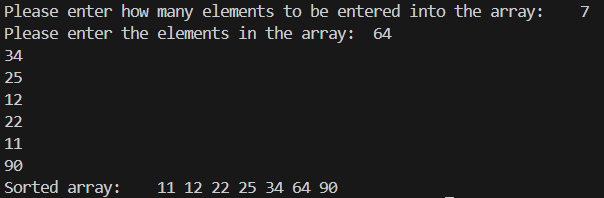 Please enter how many elements to be entered into the array:    7
Please enter the elements in the array:  64
34
25
12
22
11
90
Sorted array:    11 12 22 25 34 64 90